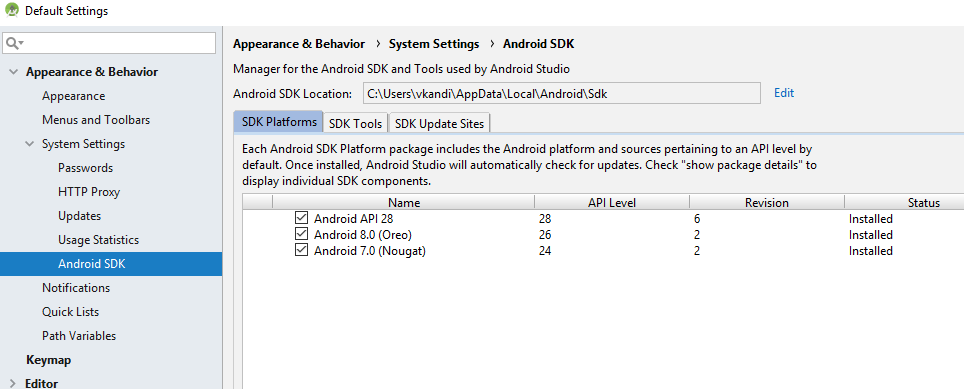 Default Settings
Appearance & Behavior
Appearance
Menus and Toolbars
System Settings
Passwords
HTTP Proxy
Updates
Usage Statistics
Android SDK
Notifications
Quick Lists
Path Variables
Keymap
Editor
Appearance & Behavior > System Settings > Android SDK
Manager for the Android SDK and Tools used by Android Studio
Android SDK Location: C:\Users\vkandi\AppData\Local\Android\Sdk Edit
SDK Platforms SDK Tools SDK Update Sites
Each Android SDK Platform package includes the Android platform and sources pertaining to an API level by
default. Once installed, Android Studio will automatically check for updates. Check "show package details" to
display individual SDK components.
Name API Level Revision Status
Android API 28 28 6 Installed
Android 8.0 (Oreo) 26 2 Installed
Android 7.0 (Nougat) 24 2 Installed